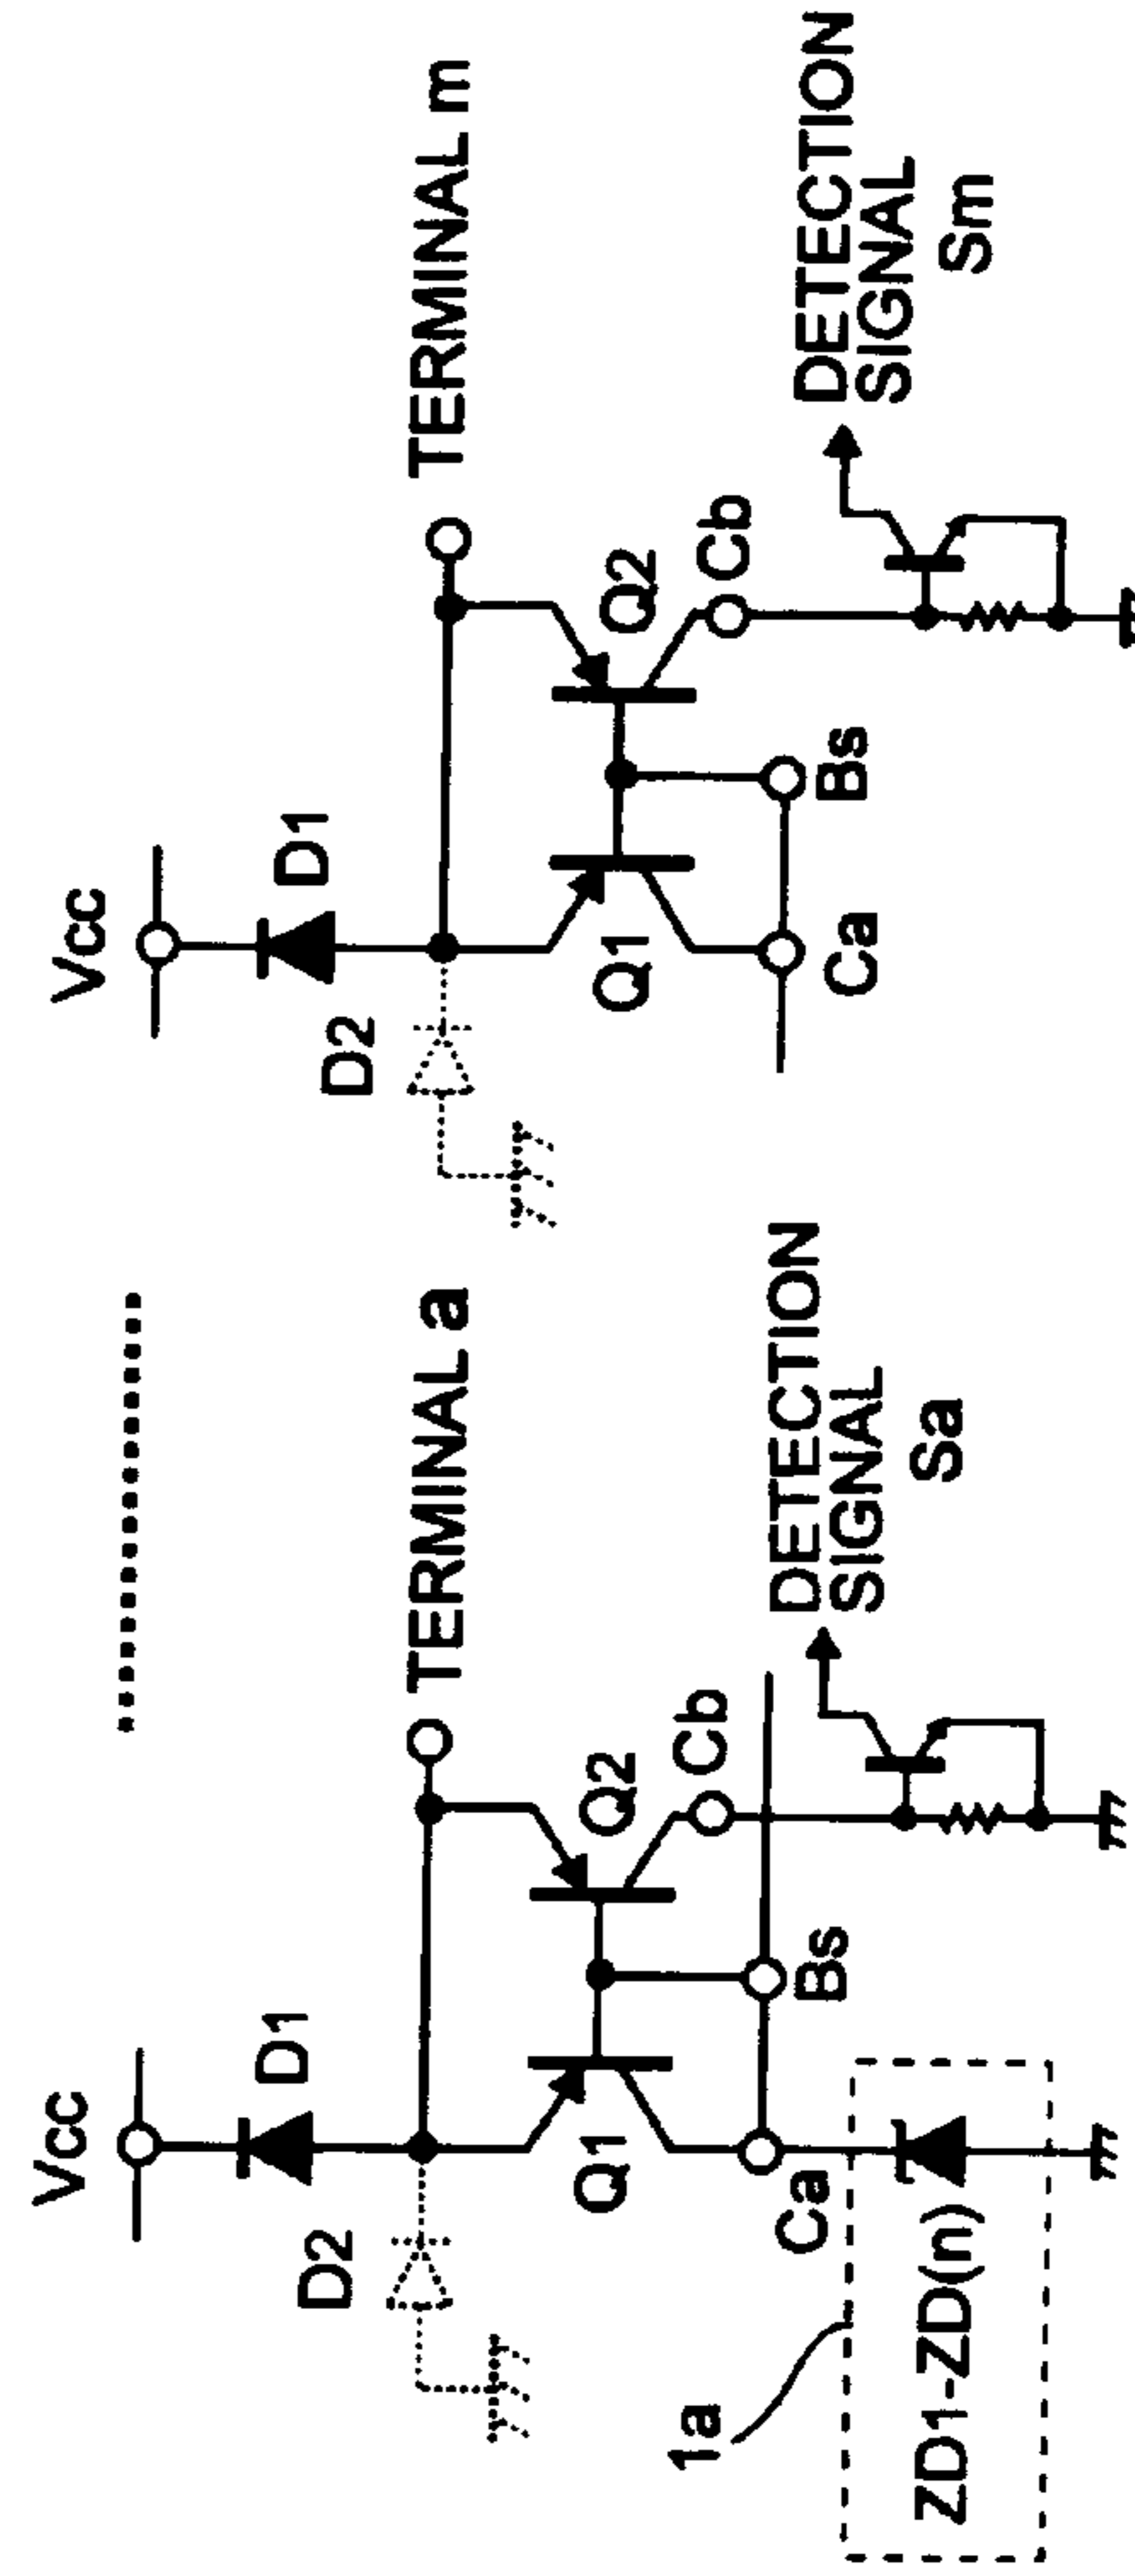 Vcc
D1
D2
TERMINAL a
Q1
Q2
Ca
Bs
Cb
DETECTION
SIGNAL
Sa
1a
ZD1-ZD(n)
Vcc
D1
D2
TERMINAL m
Q1
Q2
Ca
Bs
Cb
DETECTION
SIGNAL
Sm